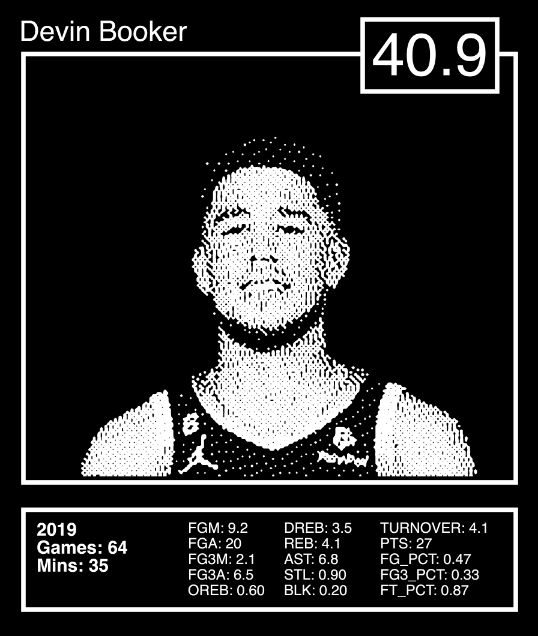 Devin Booker
40.9
2019
Games: 64
Mins: 35
FGM: 9.2
FGA: 20
FG3M: 2.1
FG3A: 6.5
OREB: 0.60
DREB: 3.5
REB: 4.1
AST: 6.8
STL: 0.90
BLK: 0.20
TURNOVER: 4.1
PTS: 27
FG_PCT: 0.47
FG3_PCT: 0.33
FT_PCT: 0.87